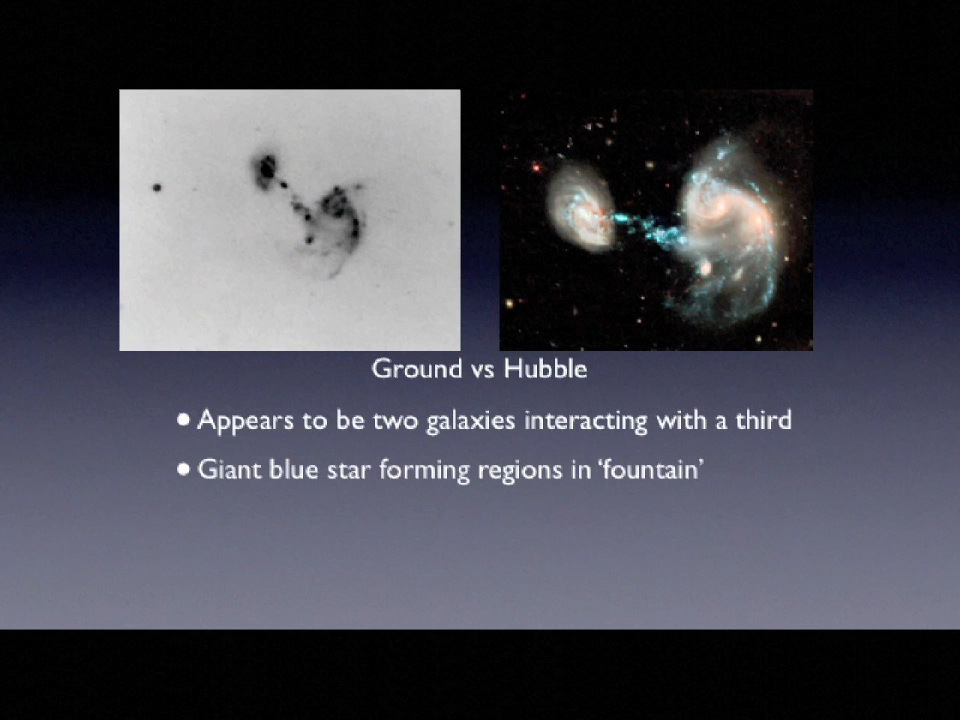 Ground vs Hubble
• Appears to be two galaxies interacting with a third
• Giant blue star forming regions in ‘fountain’